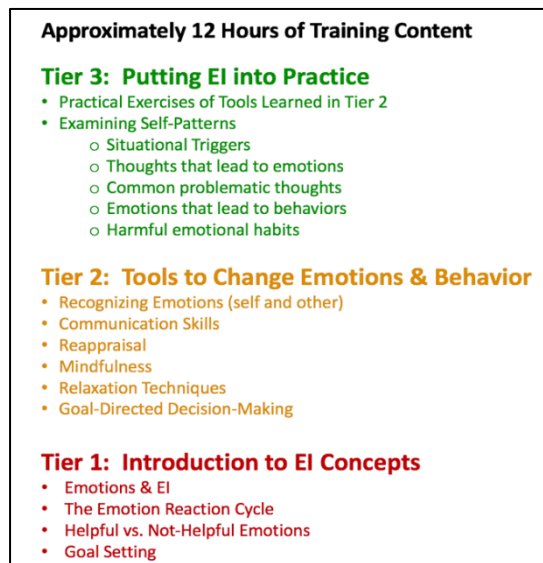 Approximately 12 Hours of Training Content
Tier 3: Putting EI into Practice
• Practical Exercises of Tools Learned in Tier 2
• Examining Self-Patterns
o Situational Triggers
o Thoughts that lead to emotions
o Common problematic thoughts
o Emotions that lead to behaviors
o Harmful emotional habits
Tier 2: Tools to Change Emotions & Behavior
• Recognizing Emotions (self and other)
• Communication Skills
• Reappraisal
• Mindfulness
• Relaxation Techniques
• Goal-Directed Decision-Making
Tier 1: Introduction to EI Concepts
• Emotions & EI
• The Emotion Reaction Cycle
• Helpful vs. Not-Helpful Emotions
• Goal Setting